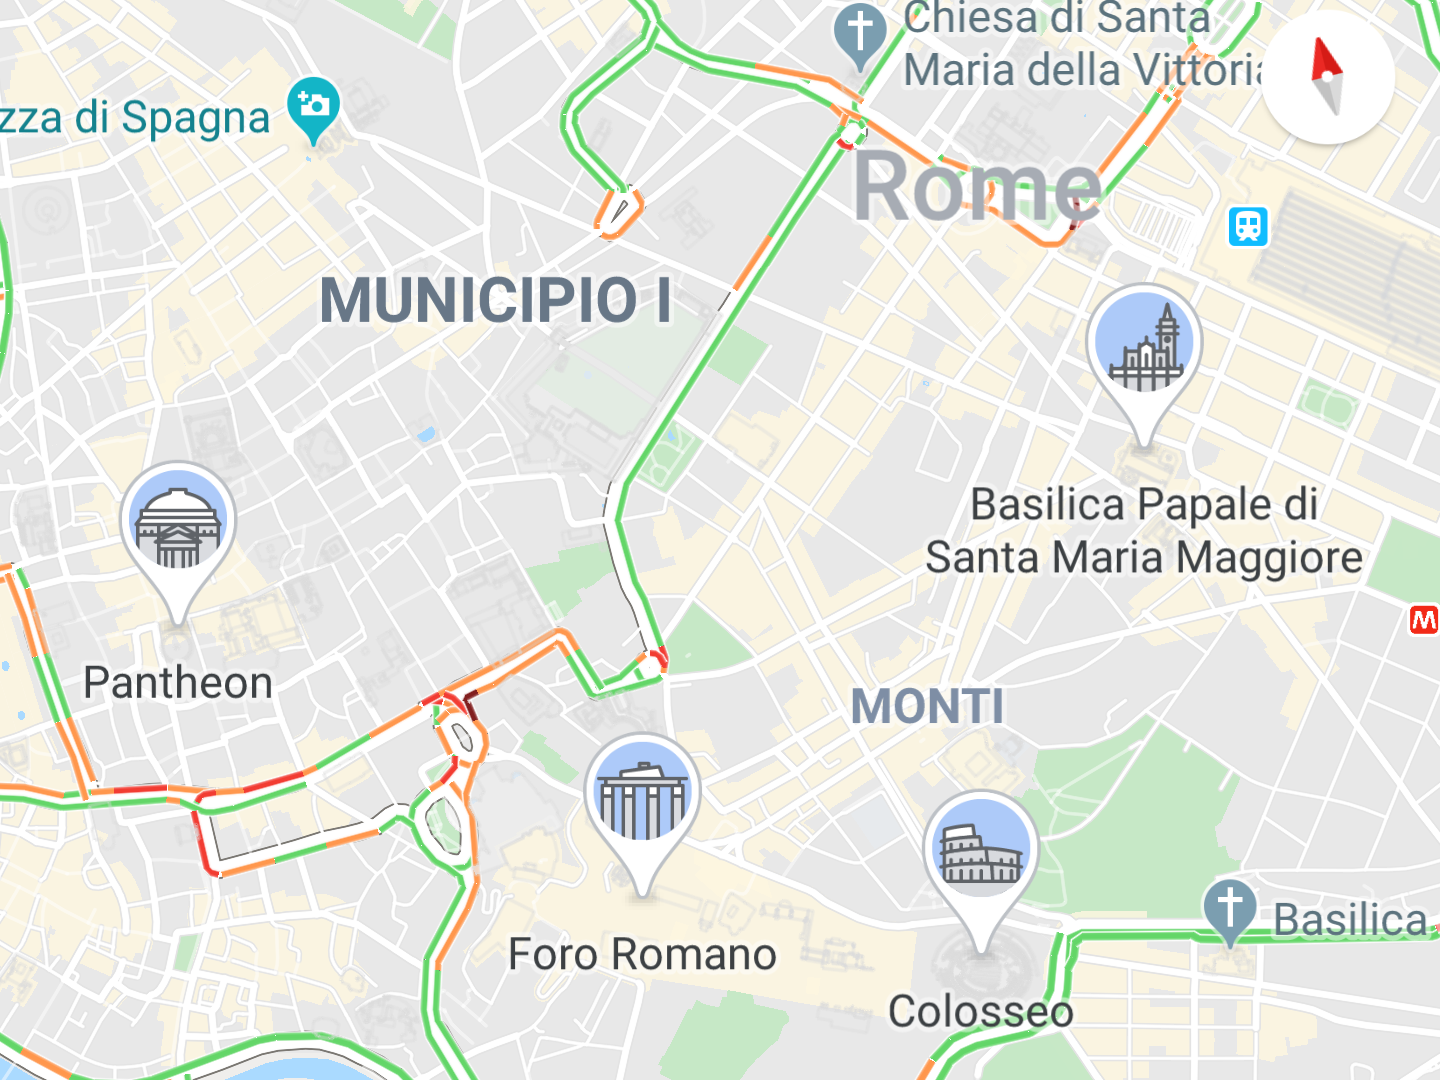 Chiesa di Santa
Maria della Vittoria
zza di Spagna
Rome
MUNICIPIO I
Basilica Papale di
Santa Maria Maggiore
M
Pantheon
MONTI
Foro Romano
Basilica
Colosseo